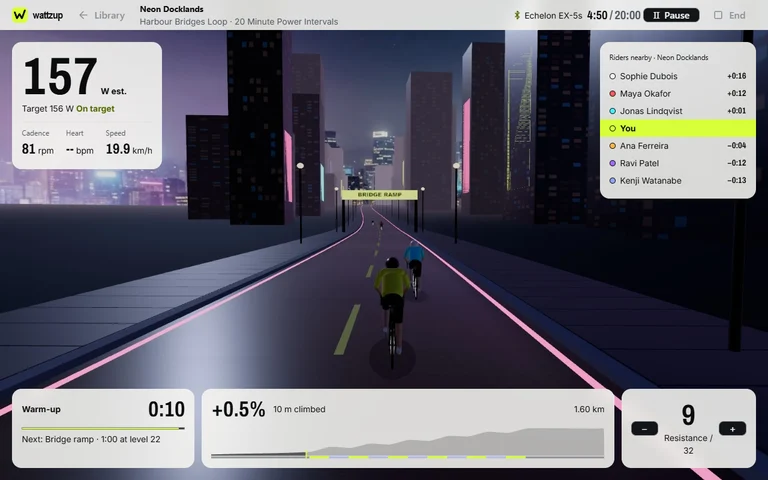 W wattzup
← Library
Neon Docklands
Harbour Bridges Loop · 20 Minute Power Intervals
Echelon EX-5s 4:50 / 20:00 Pause End
157 W est.
Target 156 W On target
Cadence Heart Speed
81 rpm -- bpm 19.9 km/h
Riders nearby · Neon Docklands
Sophie Dubois +0:16
Maya Okafor +0:12
Jonas Lindqvist +0:01
You
Ana Ferreira −0:04
Ravi Patel −0:12
Kenji Watanabe −0:13
BRIDGE RAMP
Warm-up 0:10
Next: Bridge ramp · 1:00 at level 22
+0.5% 10 m climbed 1.60 km
9
− +
Resistance /
32